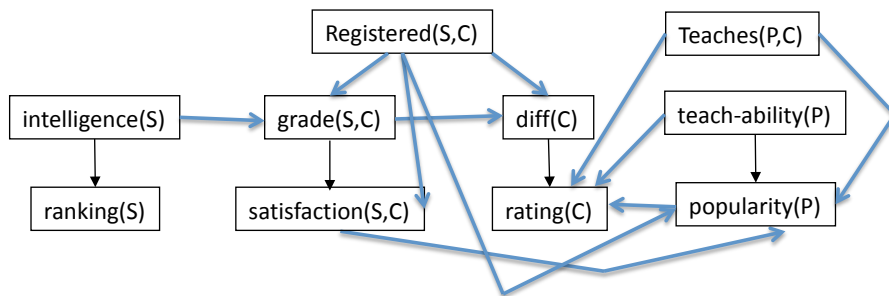 Registered(S,C)
Teaches(P,C)
intelligence(S)
grade(S,C)
diff(C)
teach-ability(P)
ranking(S)
satisfaction(S,C)
rating(C)
popularity(P)